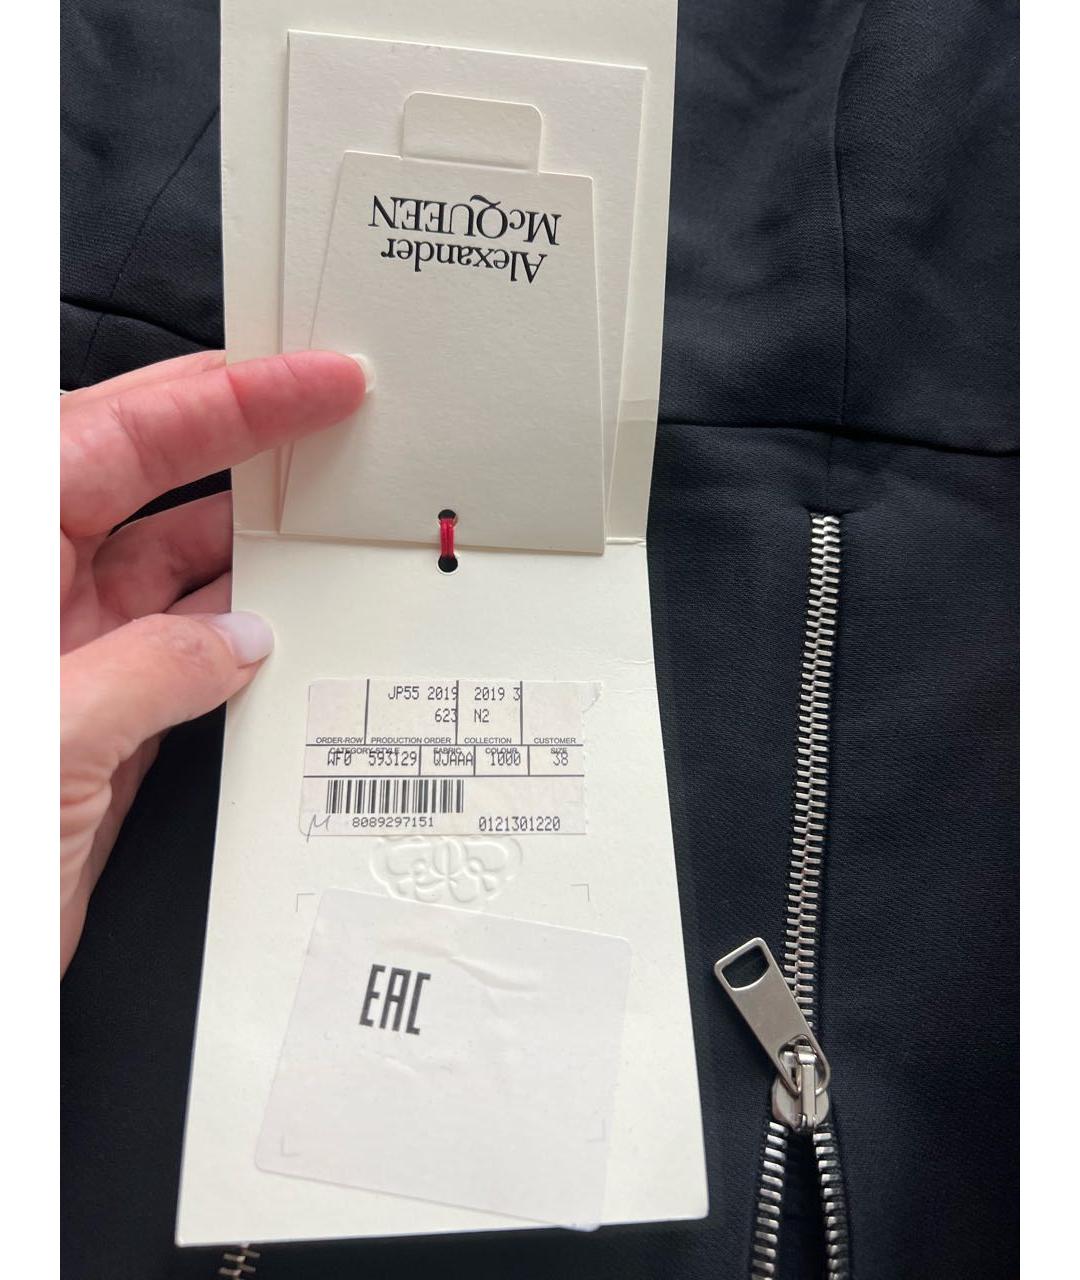 Alexander
McQUEEN
JP55 2019 2019 3
623 N2
ORDER-ROW PRODUCTION ORDER COLLECTION CUSTOMER
CATEGORY-STYLE FABRIC COLOUR SIZE
WF0 593129 QJAAA 1000 38
8089297151 0121301220
EAC